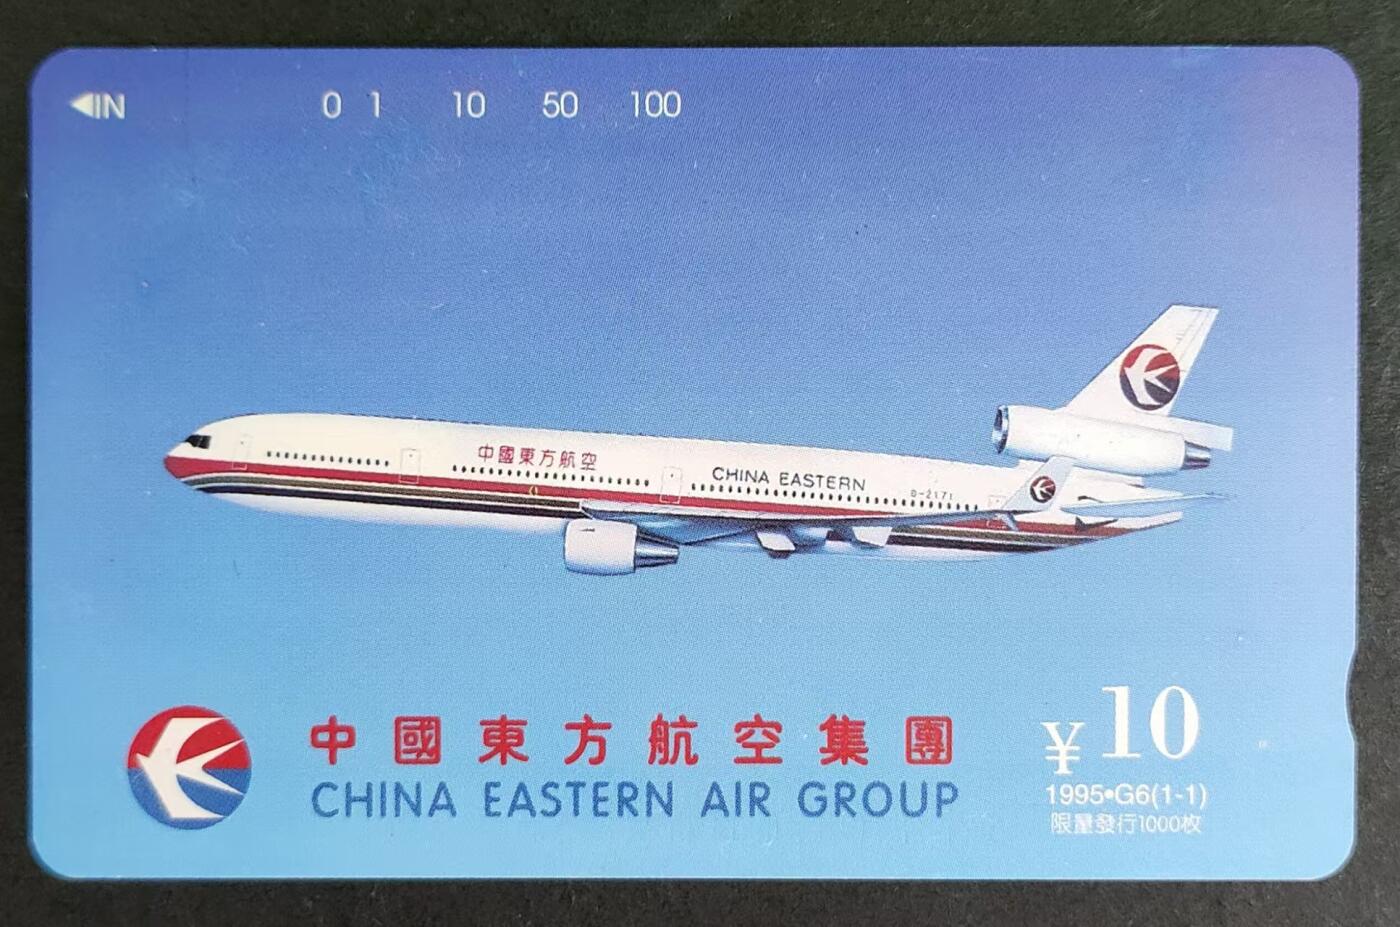 IN
0 1 10 50 100
中國東方航空
CHINA EASTERN
B-2171
中國東方航空集團
CHINA EASTERN AIR GROUP
¥10
1995•G6(1-1)
限量發行1000枚